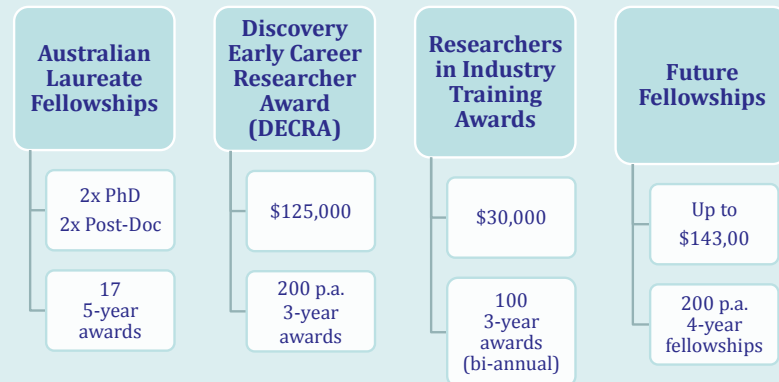 Australian
Laureate
Fellowships
2x PhD
2x Post-Doc
17
5-year
awards
Discovery
Early Career
Researcher
Award
(DECRA)
$125,000
200 p.a.
3-year
awards
Researchers
in Industry
Training
Awards
$30,000
100
3-year
awards
(bi-annual)
Future
Fellowships
Up to
$143,00
200 p.a.
4-year
fellowships